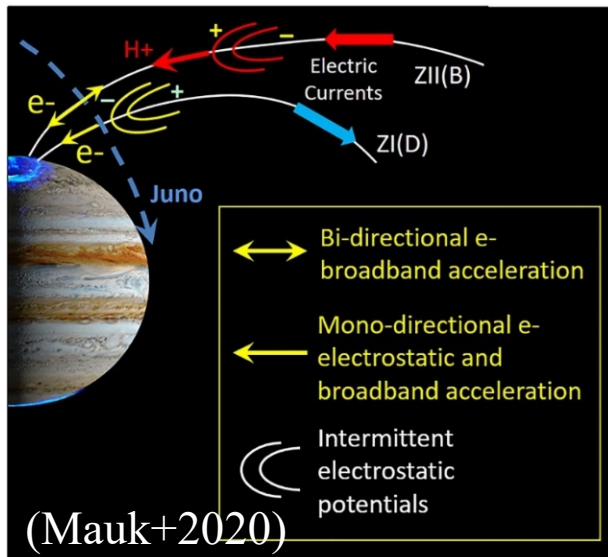 H+
+
–
Electric
Currents
ZII(B)
e-
–
+
e-
ZI(D)
Juno
Bi-directional e-
broadband acceleration
Mono-directional e-
electrostatic and
broadband acceleration
Intermittent
electrostatic
potentials
(Mauk+2020)